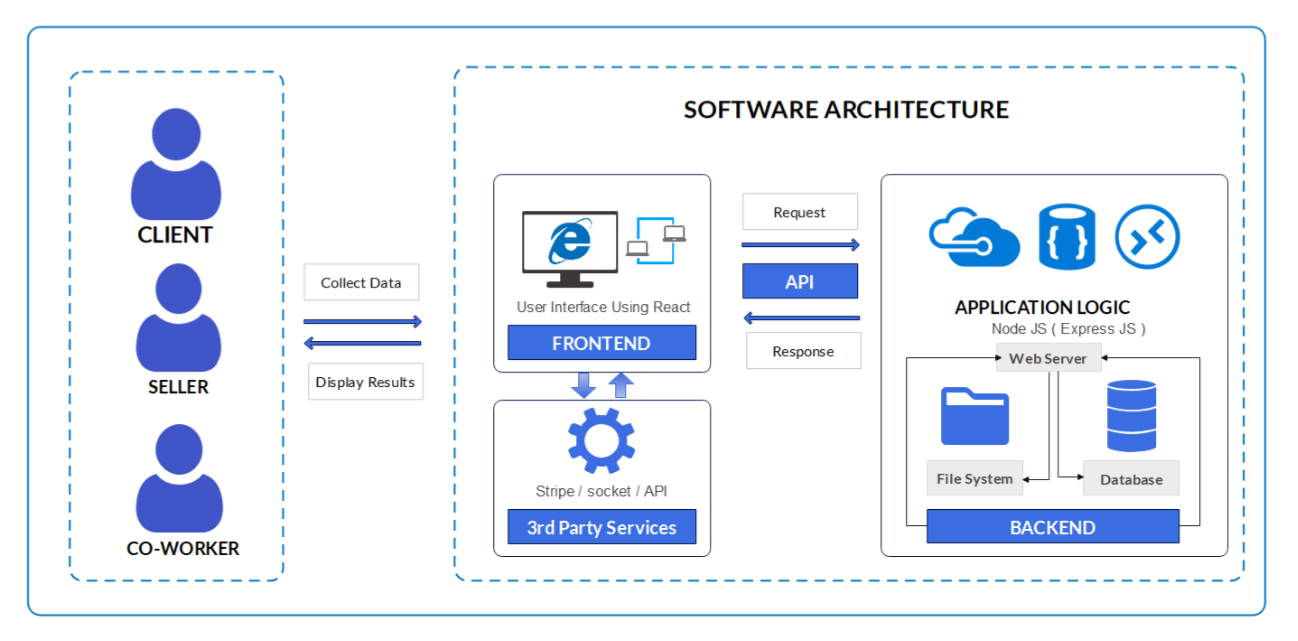 SOFTWARE ARCHITECTURE
CLIENT
SELLER
CO-WORKER
Collect Data
Display Results
User Interface Using React
FRONTEND
Stripe / socket / API
3rd Party Services
Request
API
Response
{ }
APPLICATION LOGIC
Node JS ( Express JS )
Web Server
File System
Database
BACKEND